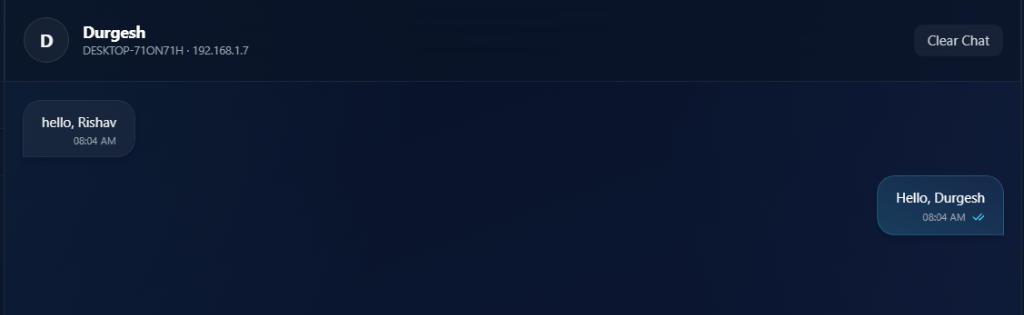 D
Durgesh
DESKTOP-71ON71H · 192.168.1.7
Clear Chat
hello, Rishav
08:04 AM
Hello, Durgesh
08:04 AM